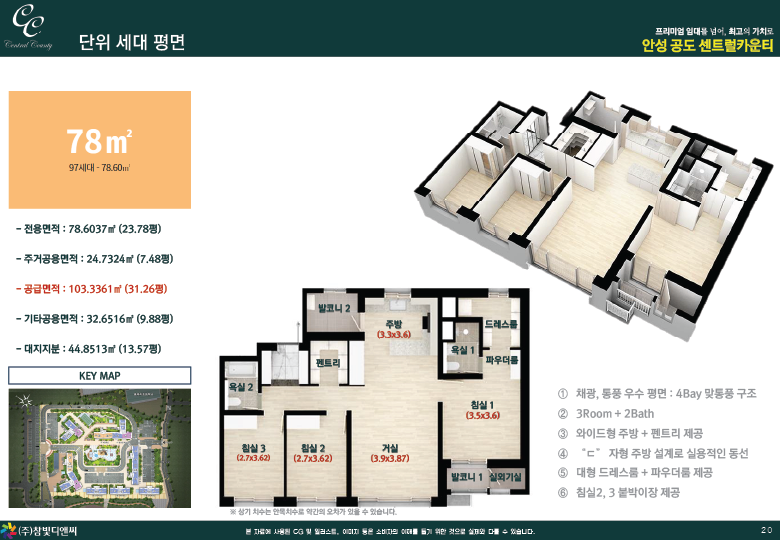 CC
Central County
단위 세대 평면
프리미엄 임대를 넘어, 최고의 가치로
안성 공도 센트럴카운티
78㎡
97세대 - 78.60㎡
- 전용면적 : 78.6037㎡ (23.78평)
- 주거공용면적 : 24.7324㎡ (7.48평)
- 공급면적 : 103.3361㎡ (31.26평)
- 기타공용면적 : 32.6516㎡ (9.88평)
- 대지지분 : 44.8513㎡ (13.57평)
KEY MAP
발코니 2
주방
(3.3x3.6)
드레스룸
욕실 1
파우더룸
펜트리
욕실 2
침실 1
(3.5x3.6)
침실 3
(2.7x3.62)
침실 2
(2.7x3.62)
거실
(3.9x3.87)
발코니 1
실외기실
※ 상기 치수는 안목치수로 약간의 오차가 있을 수 있습니다.
① 채광, 통풍 우수 평면 : 4Bay 맞통풍 구조
② 3Room + 2Bath
③ 와이드형 주방 + 펜트리 제공
④ “ㄷ” 자형 주방 설계로 실용적인 동선
⑤ 대형 드레스룸 + 파우더룸 제공
⑥ 침실2, 3 붙박이장 제공
(주)참빛디앤씨
본 자료에 사용된 CG 및 일러스트, 이미지 등은 소비자의 이해를 돕기 위한 것으로 실제와 다를 수 있습니다.
20